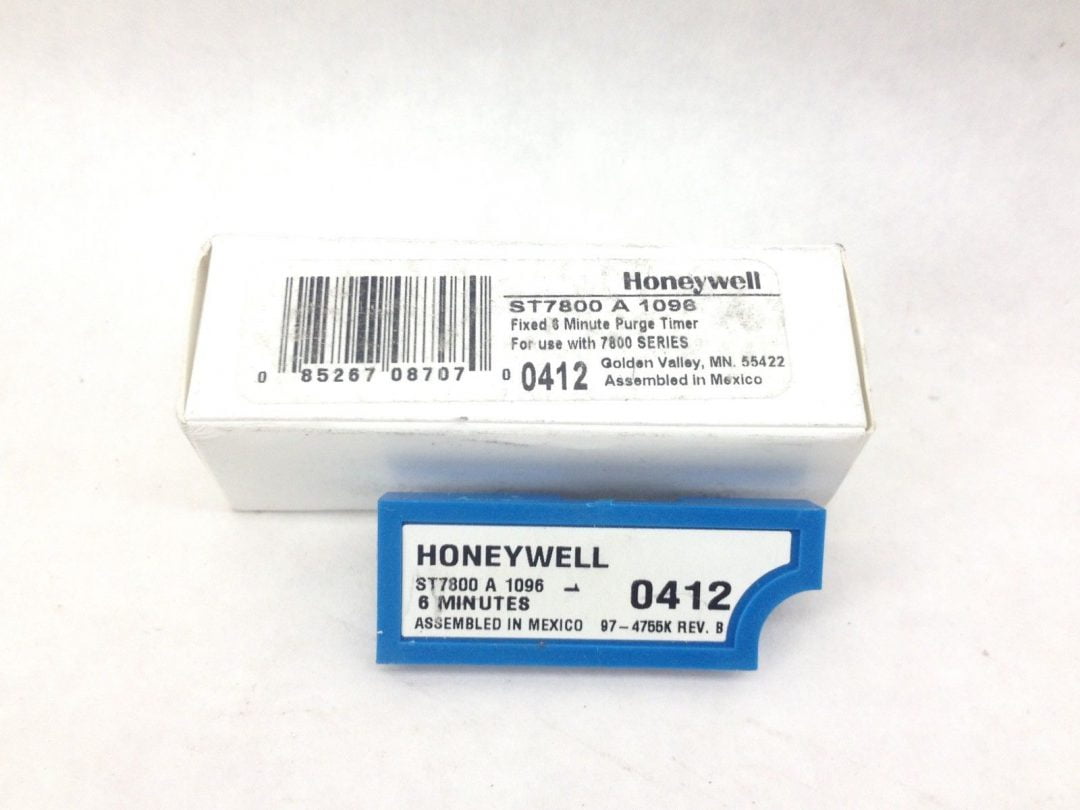 Honeywell
ST7800 A 1096
Fixed 6 Minute Purge Timer
For use with 7800 SERIES
0 85267 08707 0
0412
Golden Valley, MN. 55422
Assembled in Mexico
HONEYWELL
ST7800 A 1096
6 MINUTES
0412
ASSEMBLED IN MEXICO 97-4755K REV. B